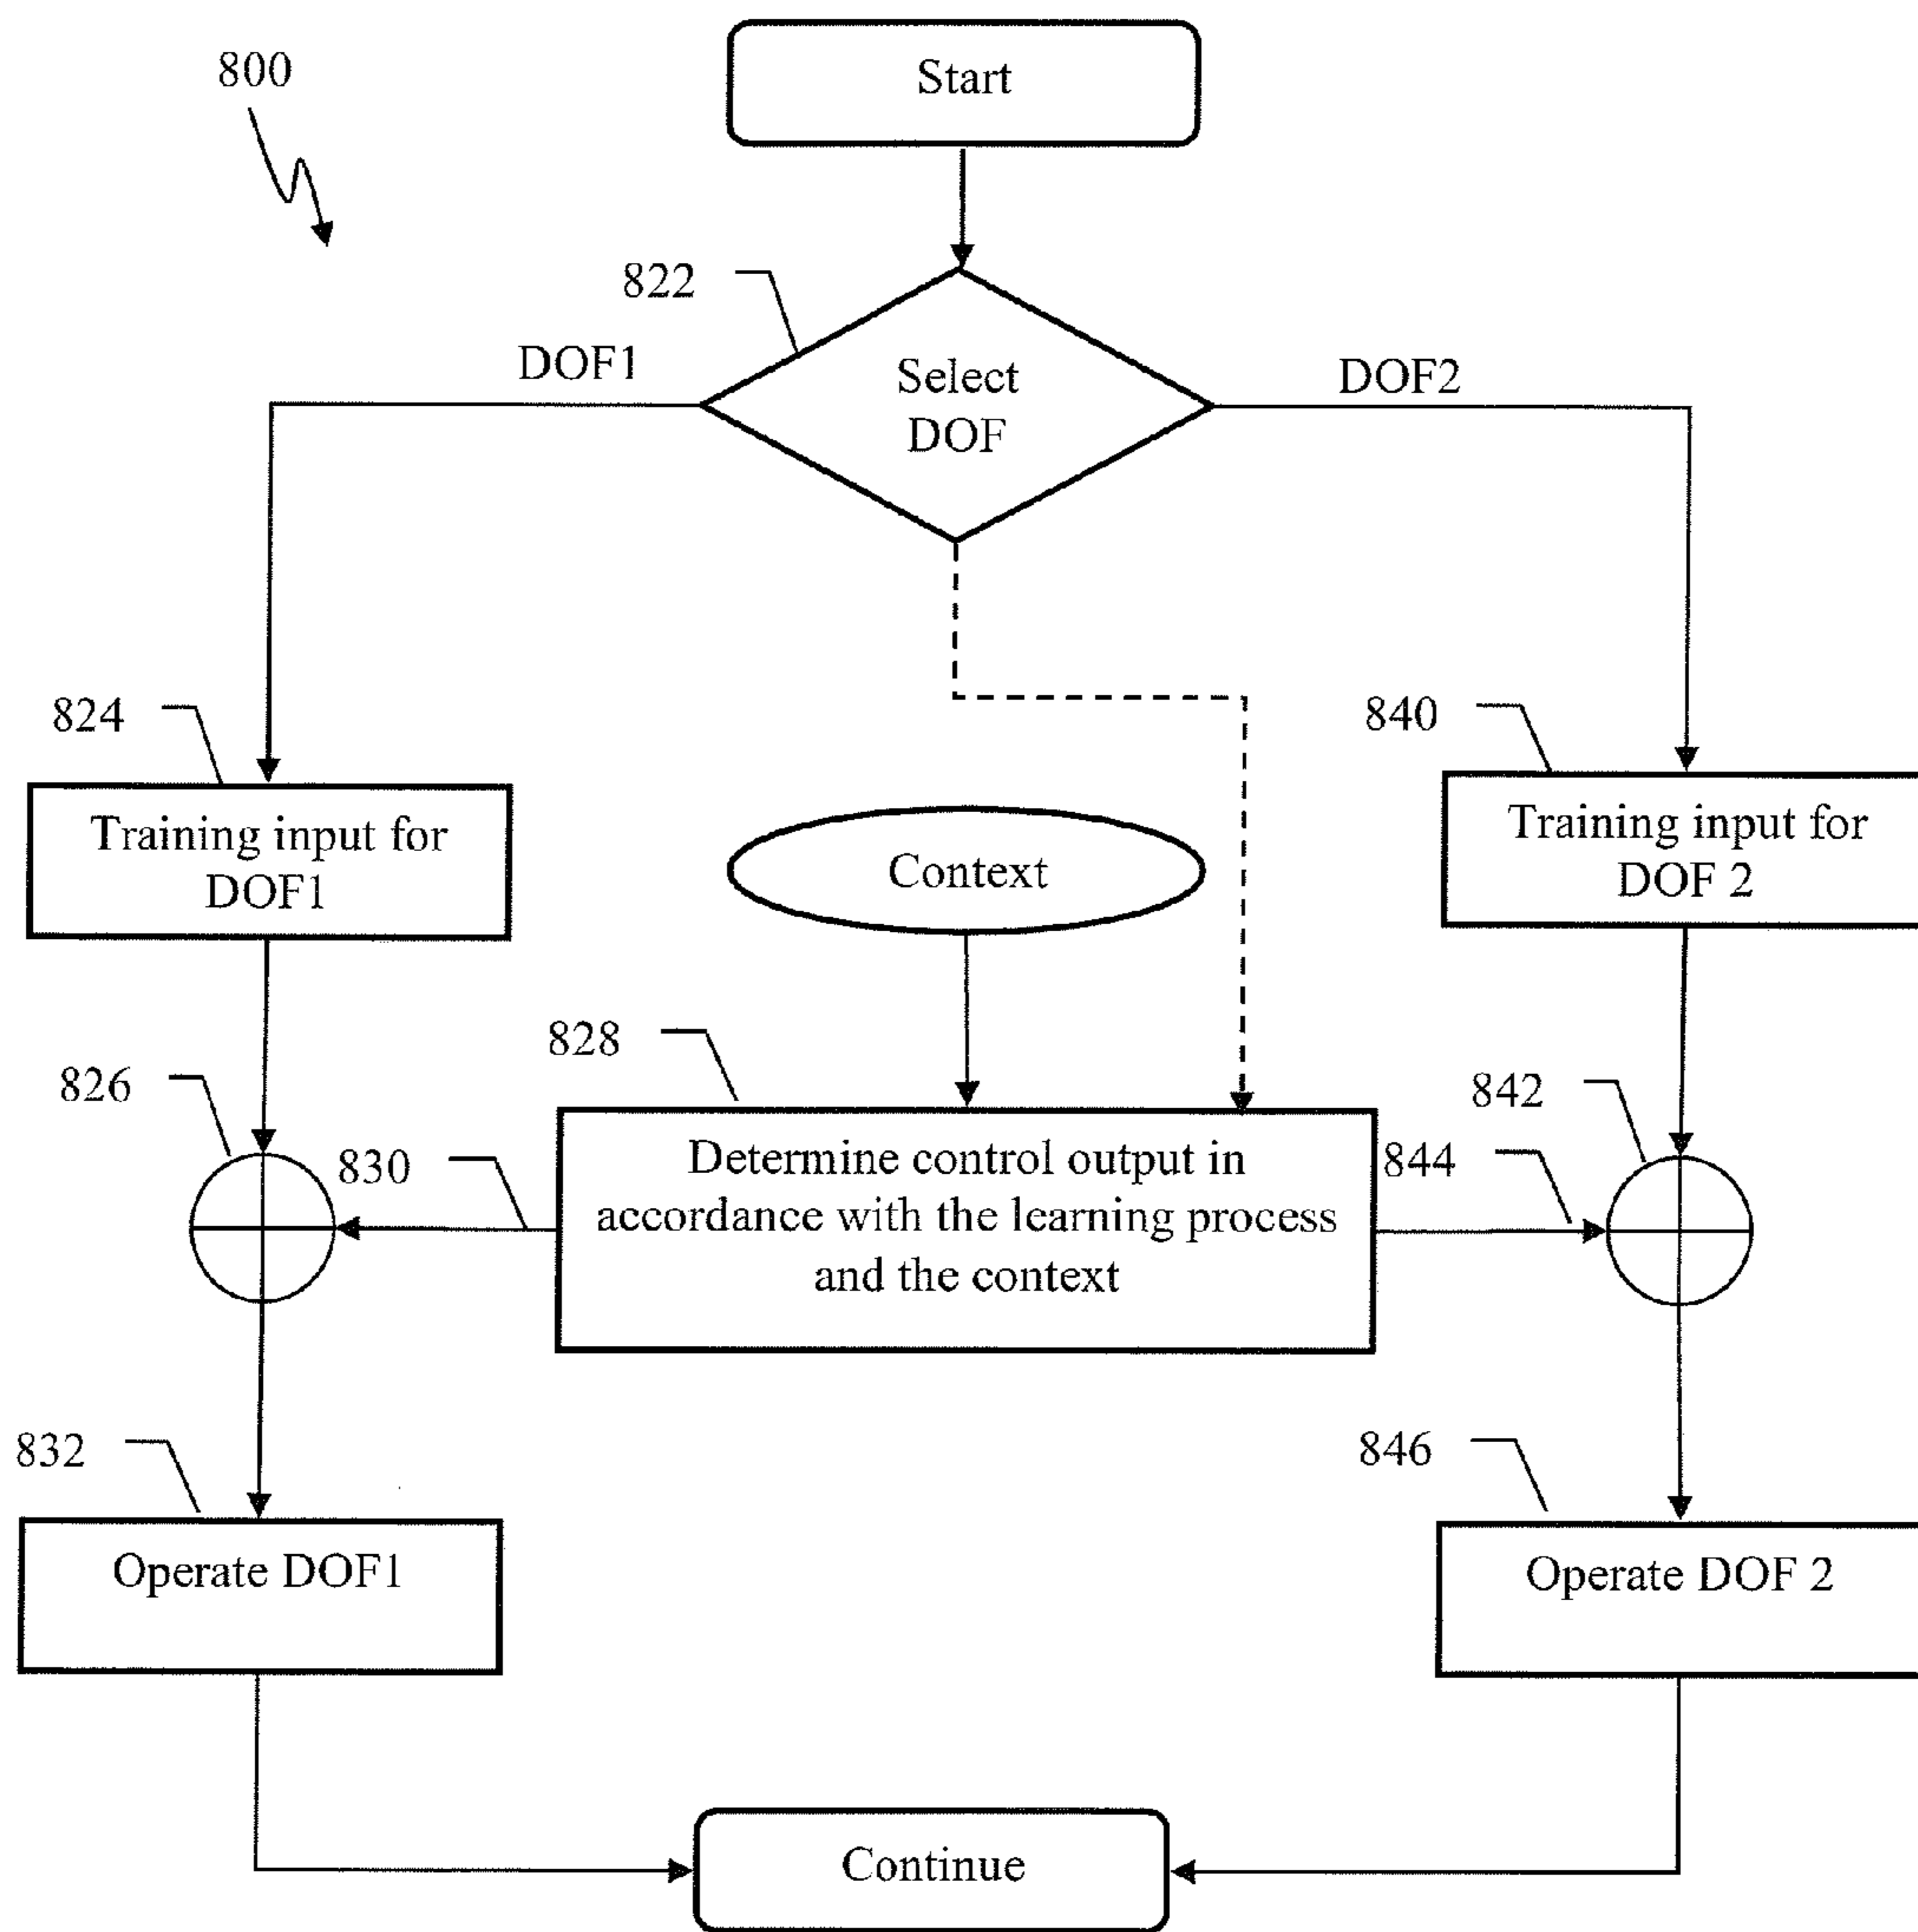 800
Start
822
DOF1
Select
DOF
DOF2
824
840
Training input for
DOF1
Context
Training input for
DOF 2
828
826
842
830
Determine control output in
accordance with the learning process
and the context
844
832
846
Operate DOF1
Operate DOF 2
Continue